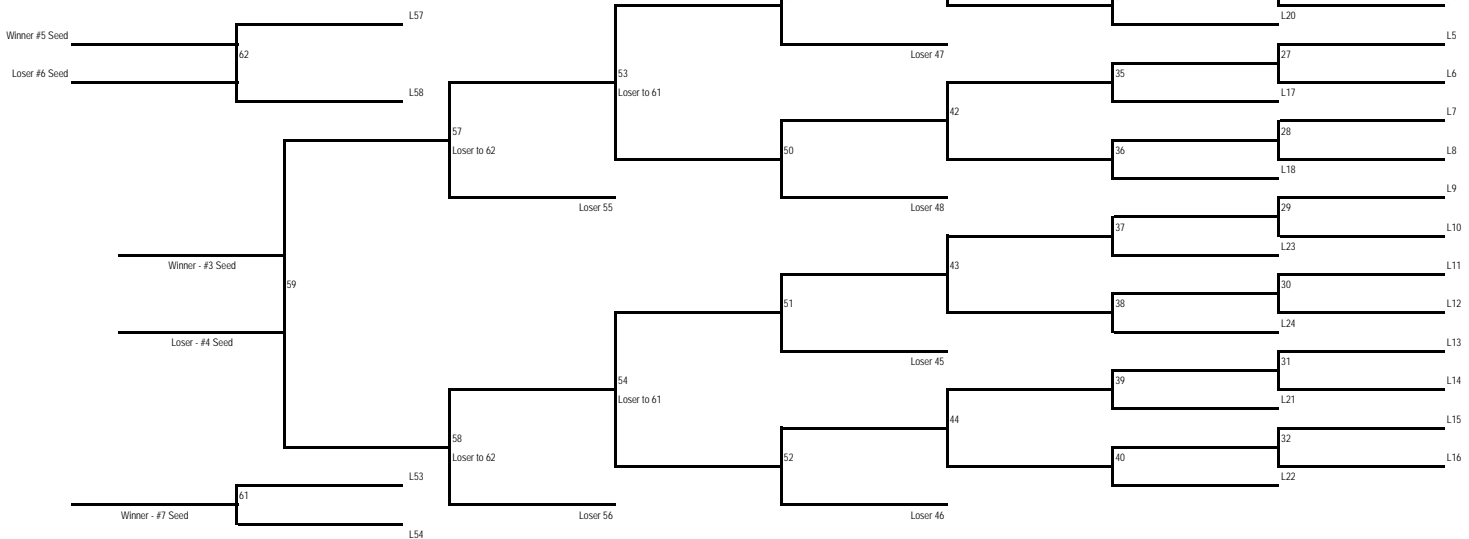 L57
L20
Winner #5 Seed
L5
62
Loser 47
27
Loser #6 Seed
53
35
L6
L58
Loser to 61
L17
42
L7
57
28
Loser to 62
50
36
L8
L18
L9
Loser 55
Loser 48
29
37
L10
L23
Winner - #3 Seed
43
L11
59
30
51
38
L12
L24
Loser - #4 Seed
L13
Loser 45
31
54
39
L14
Loser to 61
L21
44
L15
58
32
Loser to 62
52
40
L16
L53
L22
61
Winner - #7 Seed
Loser 56
Loser 46
L54